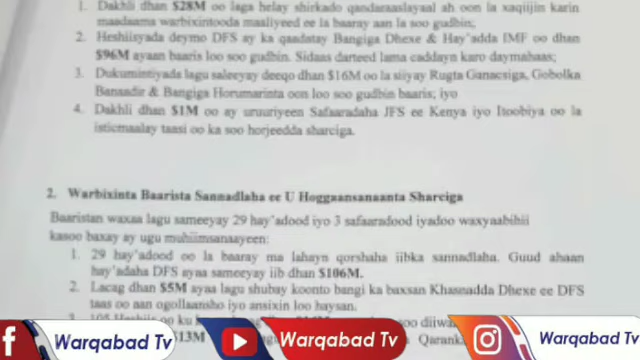 1. Dakhli dhan $28M oo laga helay shirkado qandaraaslayaal ah oon la xaqiijin karin
maadaama warbixintooda maaliyeed ee la baaray aan la soo gudbin;
2. Heshiisyada deymo DFS ay ka qaadatay Bangiga Dhexe & Hay'adda IMF oo dhan
$96M ayaan baaris loo soo gudbin. Sidaas darteed lama caddayn karo daymahaas;
3. Dukumintiyada lagu saleeyay deeqo dhan $16M oo la siiyay Rugta Ganacsiga, Gobolka
Banaadir & Bangiga Horumarinta oon loo soo gudbin baaris; iyo
4. Dakhli dhan $1M oo ay ururiyeen Safaaradaha JFS ee Kenya iyo Itoobiya oo la
isticmaalay taasi oo ka soo horjeedda sharciga.
2. Warbixinta Baarista Sannadlaha ee U Hoggaansanaanta Sharciga
Baaristan waxaa lagu sameeyay 29 hay'adood iyo 3 safaaradood iyadoo waxyaabihii
kasoo baxay ay ugu muhiimsanaayeen:
1. 29 hay'adood oo la baaray ma lahayn qorshaha iibka sannadlaha. Guud ahaan
hay'adaha DFS ayaa sameeyay iib dhan $106M.
2. Lacag dhan $5M ayaa lagu shubay koonto bangi ka baxsan Khasnadda Dhexe ee DFS
taas oo aan ogollaansho iyo ansixin loo haysan.
oo ku
soo
$13M
Warqabad Tv
Warqabad Tv
Warqabad Tv